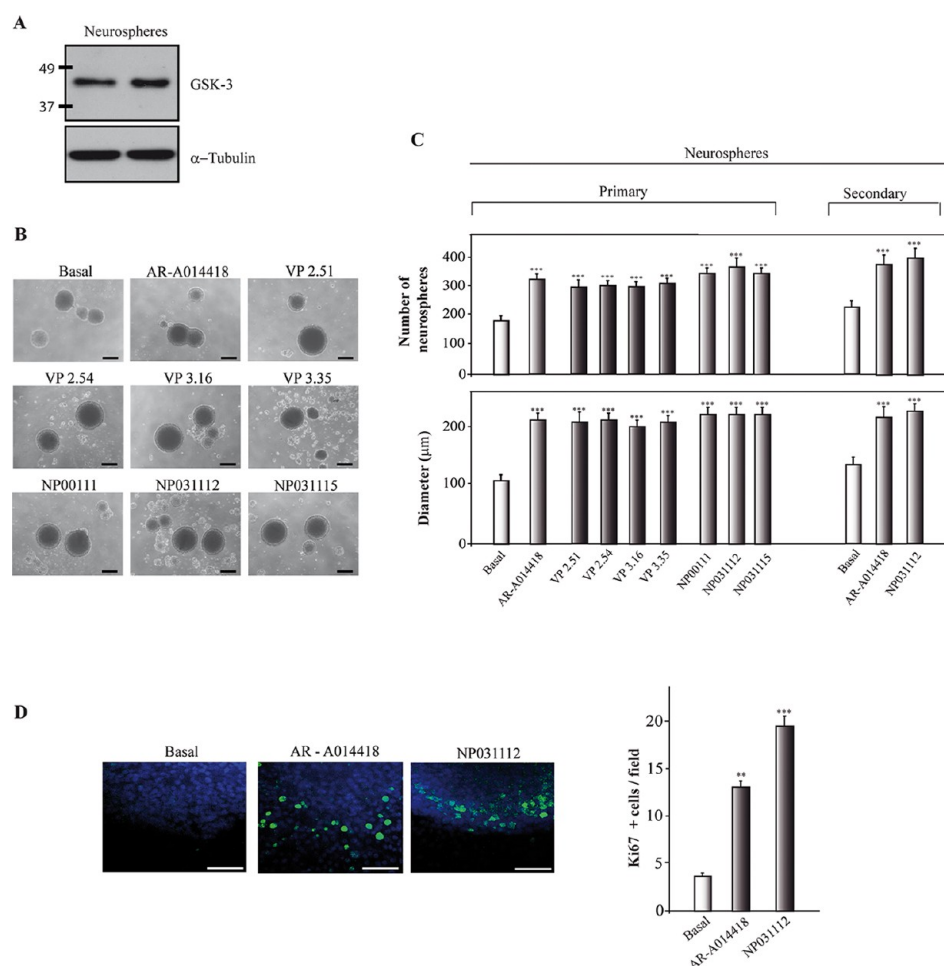 A
Neurospheres
49
37
GSK-3
α–Tubulin
B
Basal
AR-A014418
VP 2.51
VP 2.54
VP 3.16
VP 3.35
NP00111
NP031112
NP031115
C
Neurospheres
Primary
Secondary
Number of
neurospheres
400
300
200
100
0
*** *** *** *** *** *** *** *** *** ***
Diameter (μm)
200
100
0
*** *** *** *** *** *** *** *** *** ***
Basal
AR-A014418
VP 2.51
VP 2.54
VP 3.16
VP 3.35
NP00111
NP031112
NP031115
Basal
AR-A014418
NP031112
D
Basal
AR - A014418
NP031112
Ki67 + cells / field
20
15
10
5
0
**
***
Basal
AR-A014418
NP031112